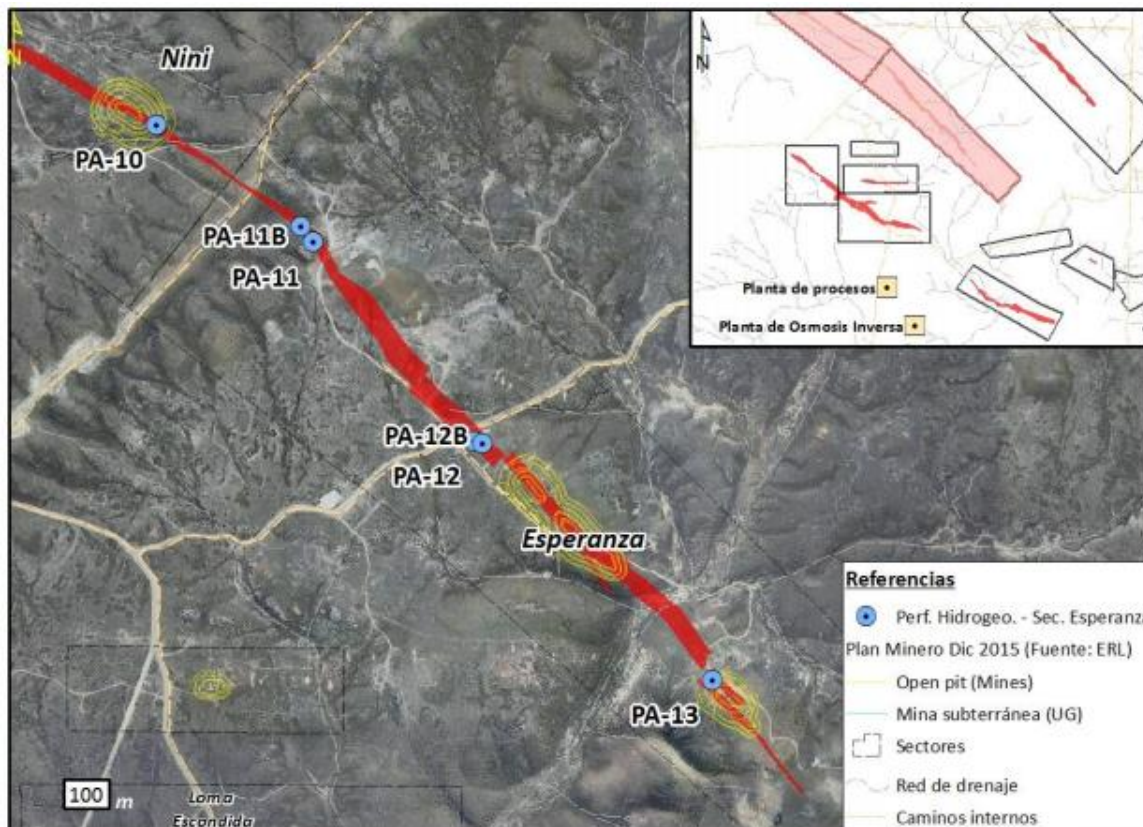 N
Nini
PA-10
PA-11B
PA-11
PA-12B
PA-12
Esperanza
PA-13
100 m
Loma
Escondida
N
Planta de procesos
Planta de Osmosis Inversa
Referencias
Perf. Hidrogeo. - Sec. Esperanza
Plan Minero Dic 2015 (Fuente: ERL)
Open pit (Mines)
Mina subterránea (UG)
Sectores
Red de drenaje
Caminos internos